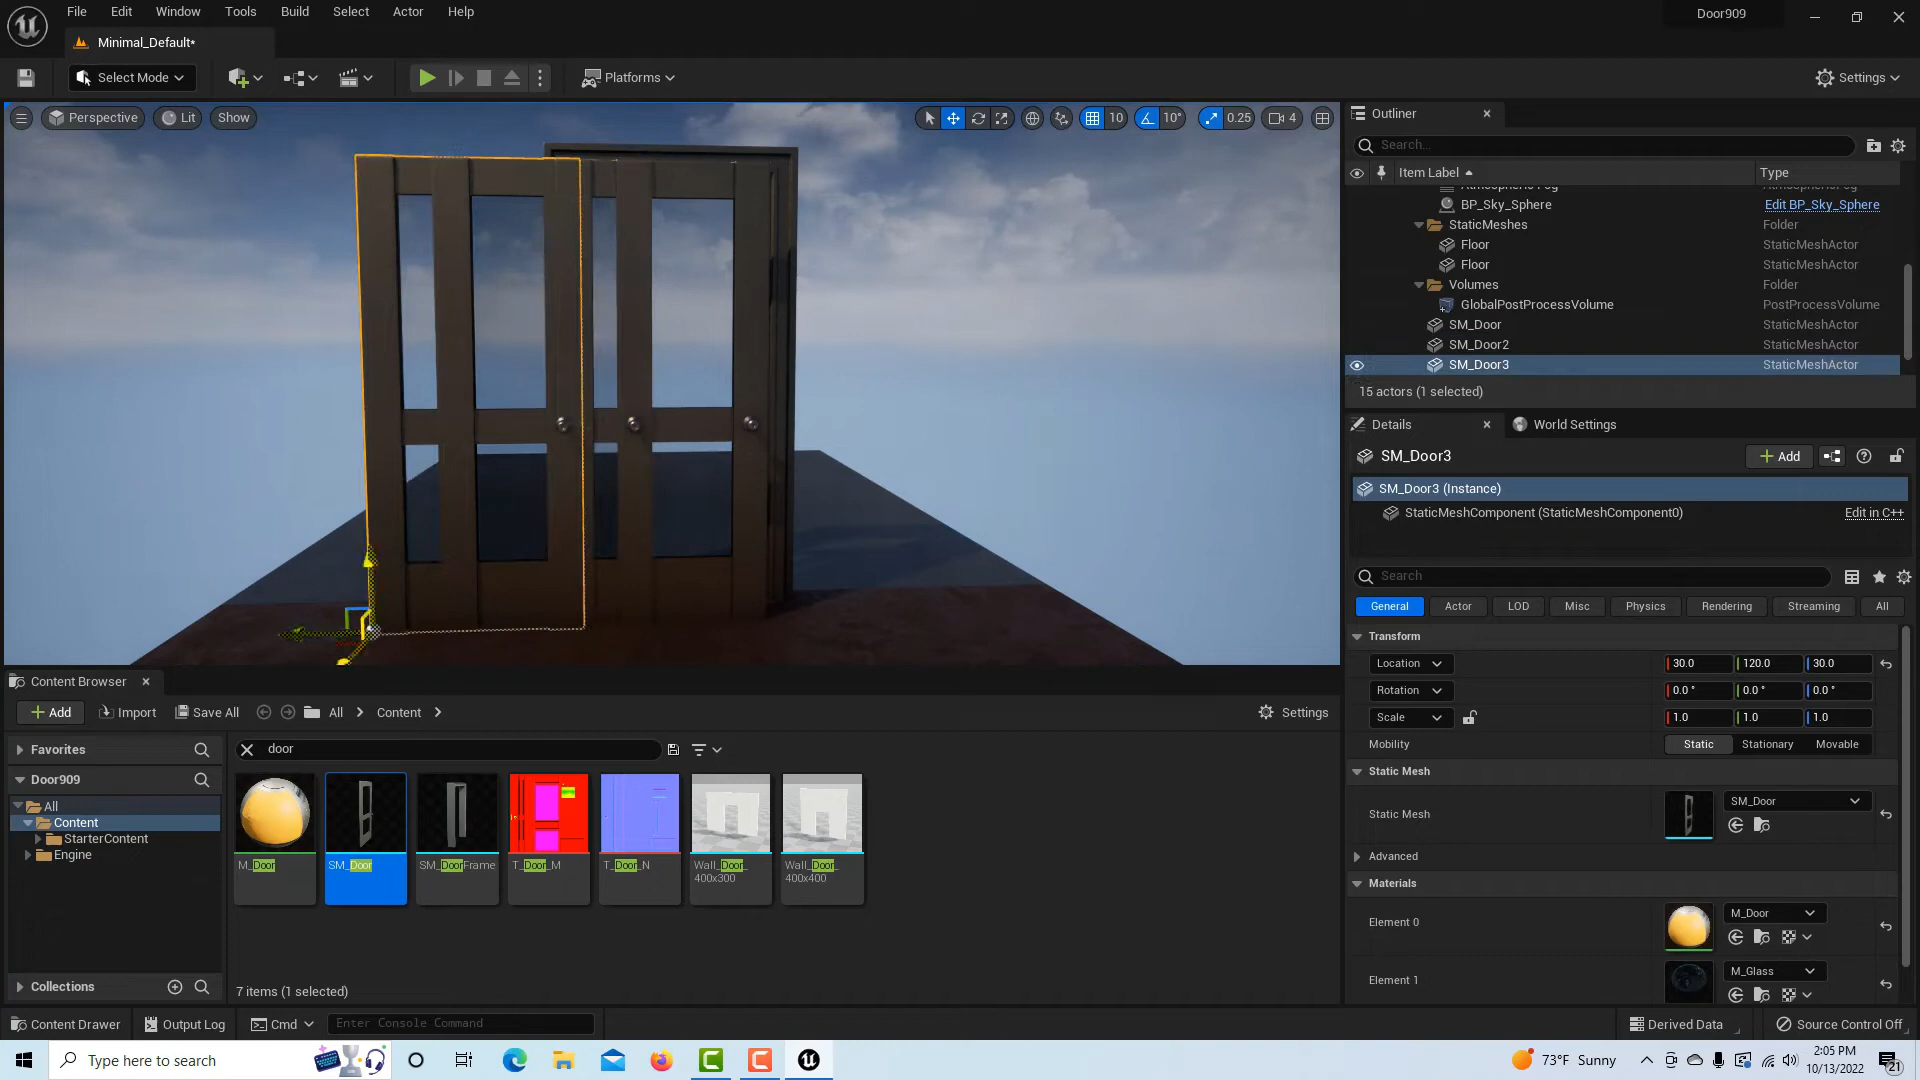 File Edit Window Tools Build Select Actor Help
Door909
Minimal_Default*
Select Mode
Platforms
Settings
Perspective
Lit
Show
10
10°
0.25
4
Outliner
Search...
Item Label
Type
BP_Sky_Sphere
Edit BP_Sky_Sphere
StaticMeshes
Folder
Floor
StaticMeshActor
Floor
StaticMeshActor
Volumes
Folder
GlobalPostProcessVolume
PostProcessVolume
SM_Door
StaticMeshActor
SM_Door2
StaticMeshActor
SM_Door3
StaticMeshActor
15 actors (1 selected)
Details
World Settings
SM_Door3
Add
SM_Door3 (Instance)
StaticMeshComponent (StaticMeshComponent0)
Edit in C++
Search
General
Actor
LOD
Misc
Physics
Rendering
Streaming
All
Transform
Location
30.0
120.0
30.0
Rotation
0.0 °
0.0 °
0.0 °
Scale
1.0
1.0
1.0
Mobility
Static
Stationary
Movable
Static Mesh
Static Mesh
SM_Door
Advanced
Materials
Element 0
M_Door
Element 1
M_Glass
Content Browser
Add
Import
Save All
All
Content
Settings
Favorites
Door909
All
Content
StarterContent
Engine
Collections
door
M_Door
SM_Door
SM_DoorFrame
T_Door_M
T_Door_N
Wall_Door_
400x300
Wall_Door_
400x400
7 items (1 selected)
Content Drawer
Output Log
Cmd
Enter Console Command
Derived Data
Source Control Off
Type here to search
73°F Sunny
2:05 PM
10/13/2022
21